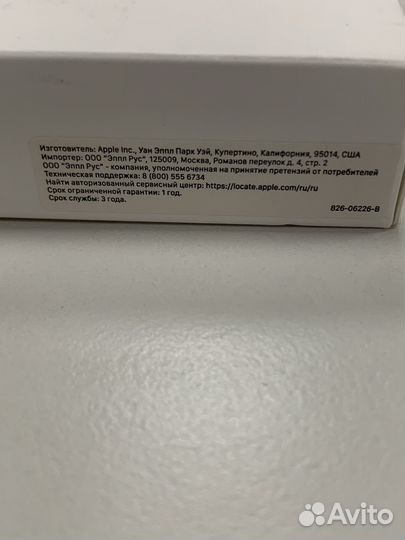 Изготовитель: Apple Inc., Уан Эппл Парк Уэй, Купертино, Калифорния, 95014, США
Импортер: ООО "Эппл Рус", 125009, Москва, Романов переулок д. 4, стр. 2
ООО "Эппл Рус" - компания, уполномоченная на принятие претензий от потребителей
Техническая поддержка: 8 (800) 555 6734
Найти авторизованный сервисный центр: https://locate.apple.com/ru/ru
Срок ограниченной гарантии: 1 год.
Срок службы: 3 года.
826-06226-B
Avito